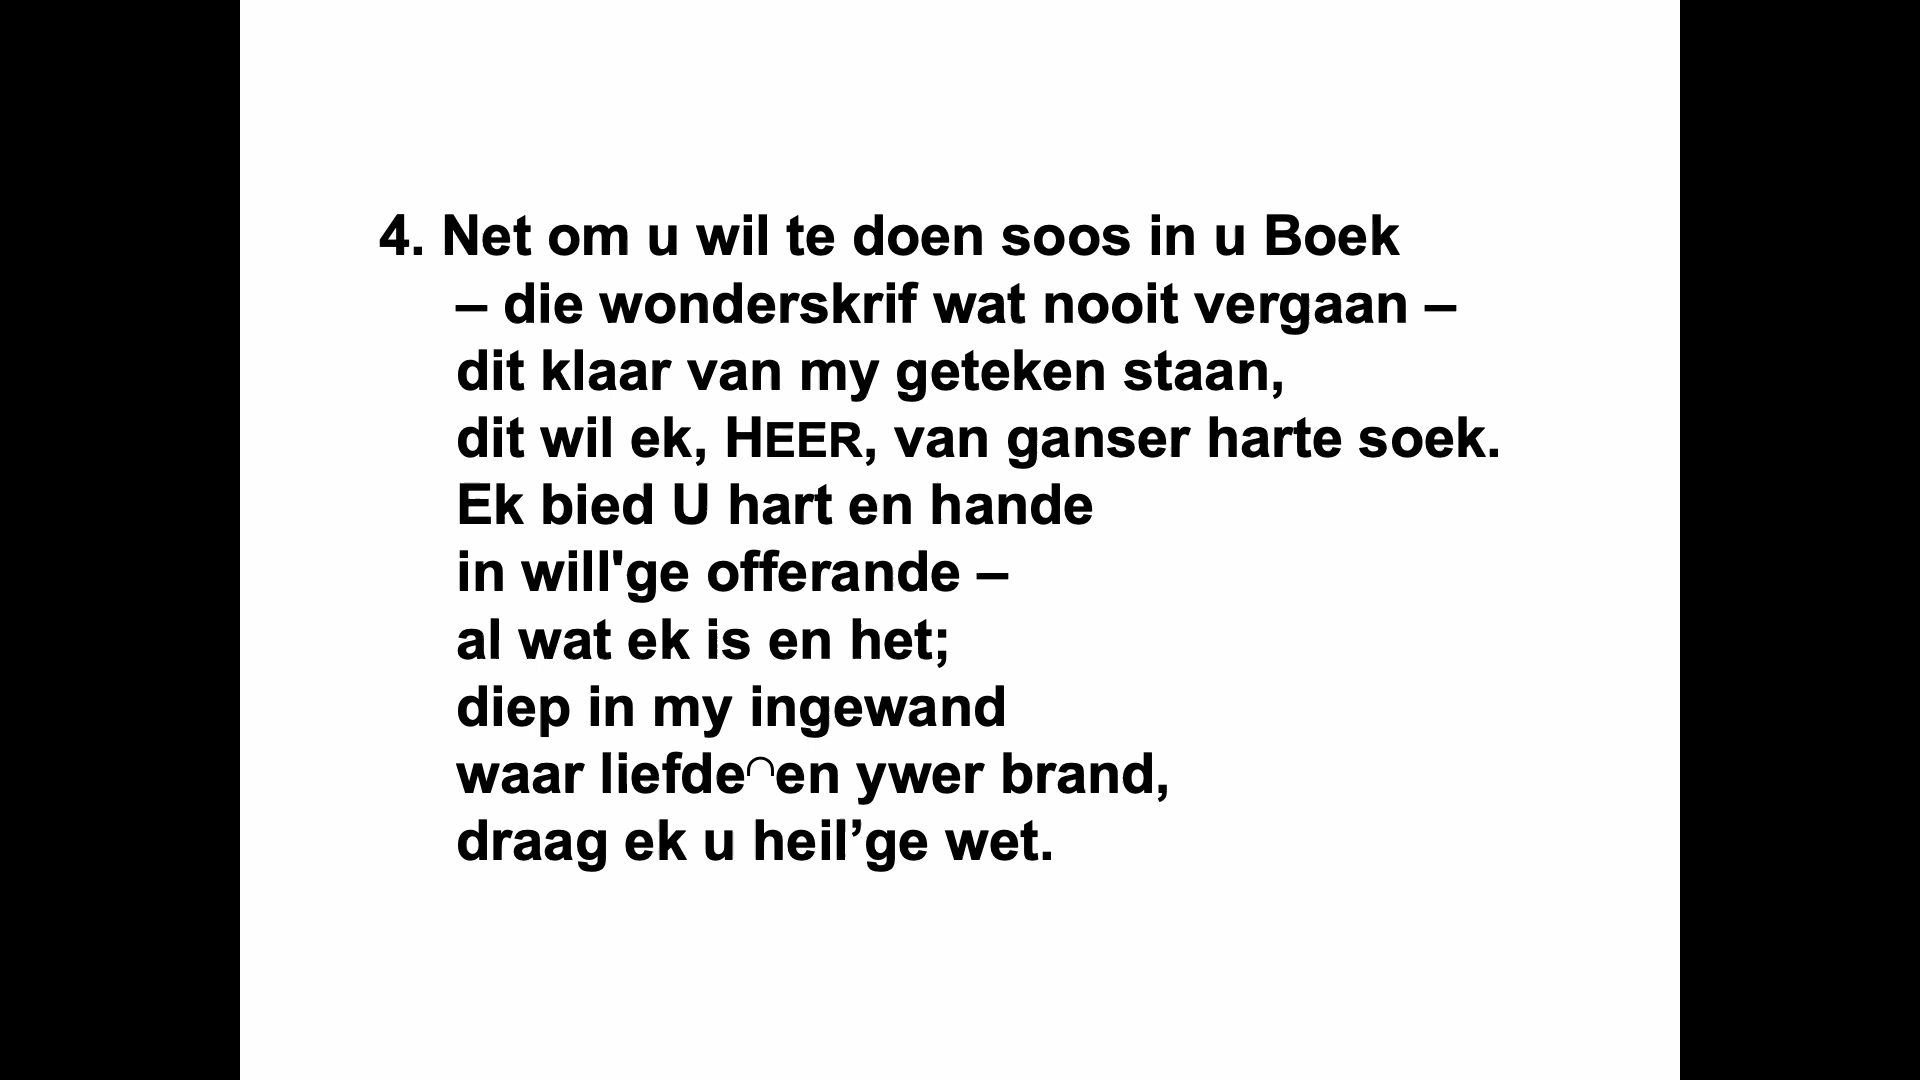 4. Net om u wil te doen soos in u Boek
– die wonderskrif wat nooit vergaan –
dit klaar van my geteken staan,
dit wil ek, HEER, van ganser harte soek.
Ek bied U hart en hande
in will'ge offerande –
al wat ek is en het;
diep in my ingewand
waar liefde⁀en ywer brand,
draag ek u heil’ge wet.